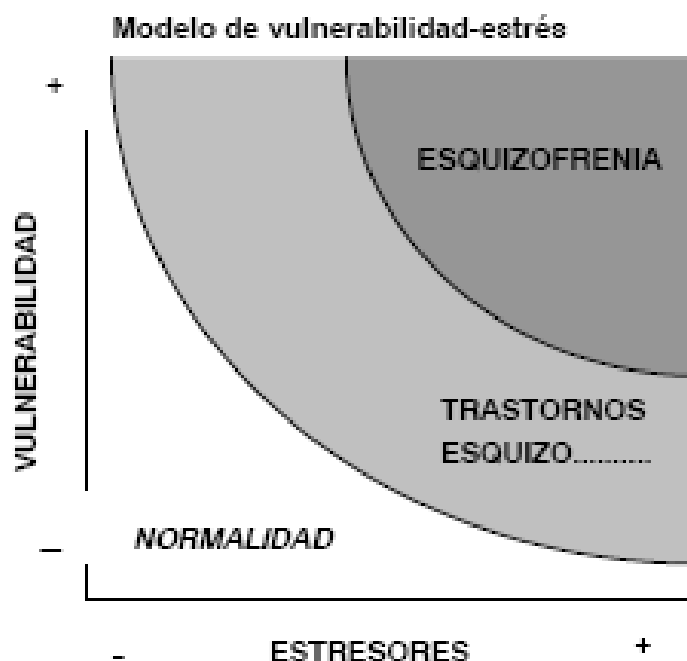 Modelo de vulnerabilidad-estrés
+
ESQUIZOFRENIA
VULNERABILIDAD
TRASTORNOS
ESQUIZO...........
NORMALIDAD
–
- ESTRESORES +